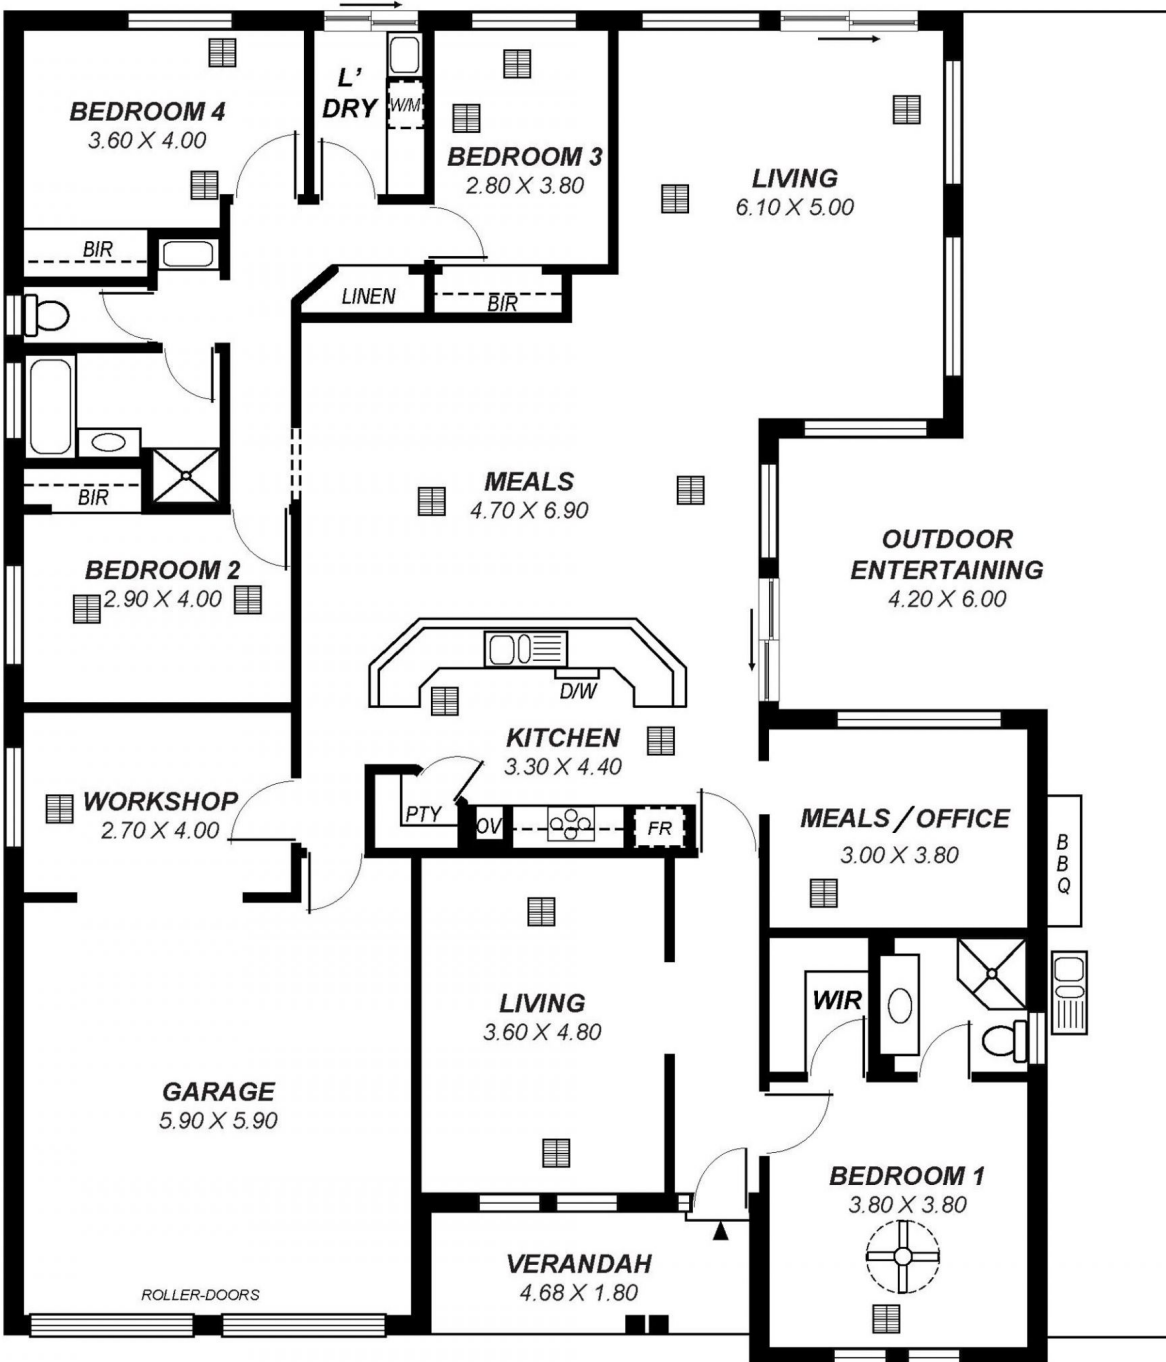 BEDROOM 4
3.60 X 4.00
L'
DRY
W/M
BEDROOM 3
2.80 X 3.80
LIVING
6.10 X 5.00
BIR
LINEN
BIR
MEALS
4.70 X 6.90
BIR
BEDROOM 2
2.90 X 4.00
OUTDOOR
ENTERTAINING
4.20 X 6.00
D/W
KITCHEN
3.30 X 4.40
WORKSHOP
2.70 X 4.00
PTY
OV
FR
MEALS / OFFICE
3.00 X 3.80
B
B
Q
LIVING
3.60 X 4.80
WIR
GARAGE
5.90 X 5.90
BEDROOM 1
3.80 X 3.80
VERANDAH
4.68 X 1.80
ROLLER-DOORS